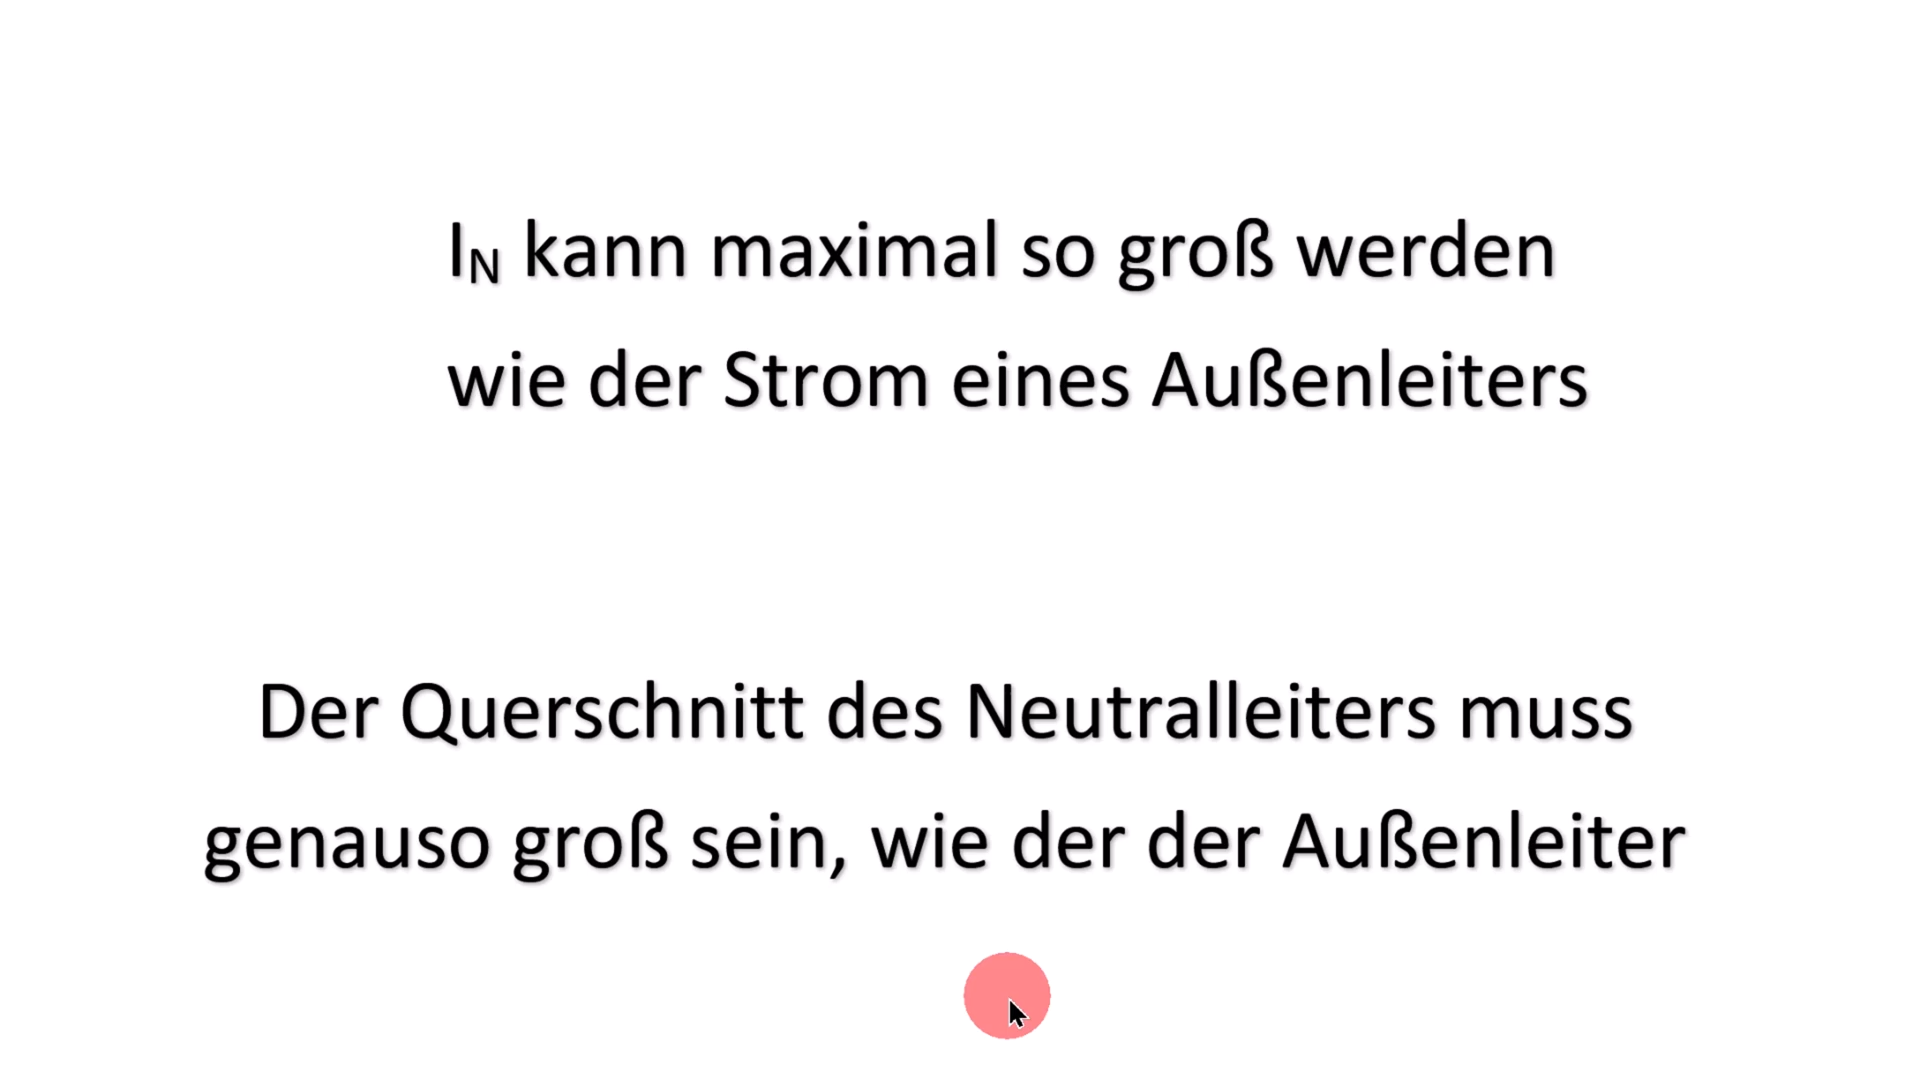 I_N kann maximal so groß werden
wie der Strom eines Außenleiters
Der Querschnitt des Neutralleiters muss
genauso groß sein, wie der der Außenleiter